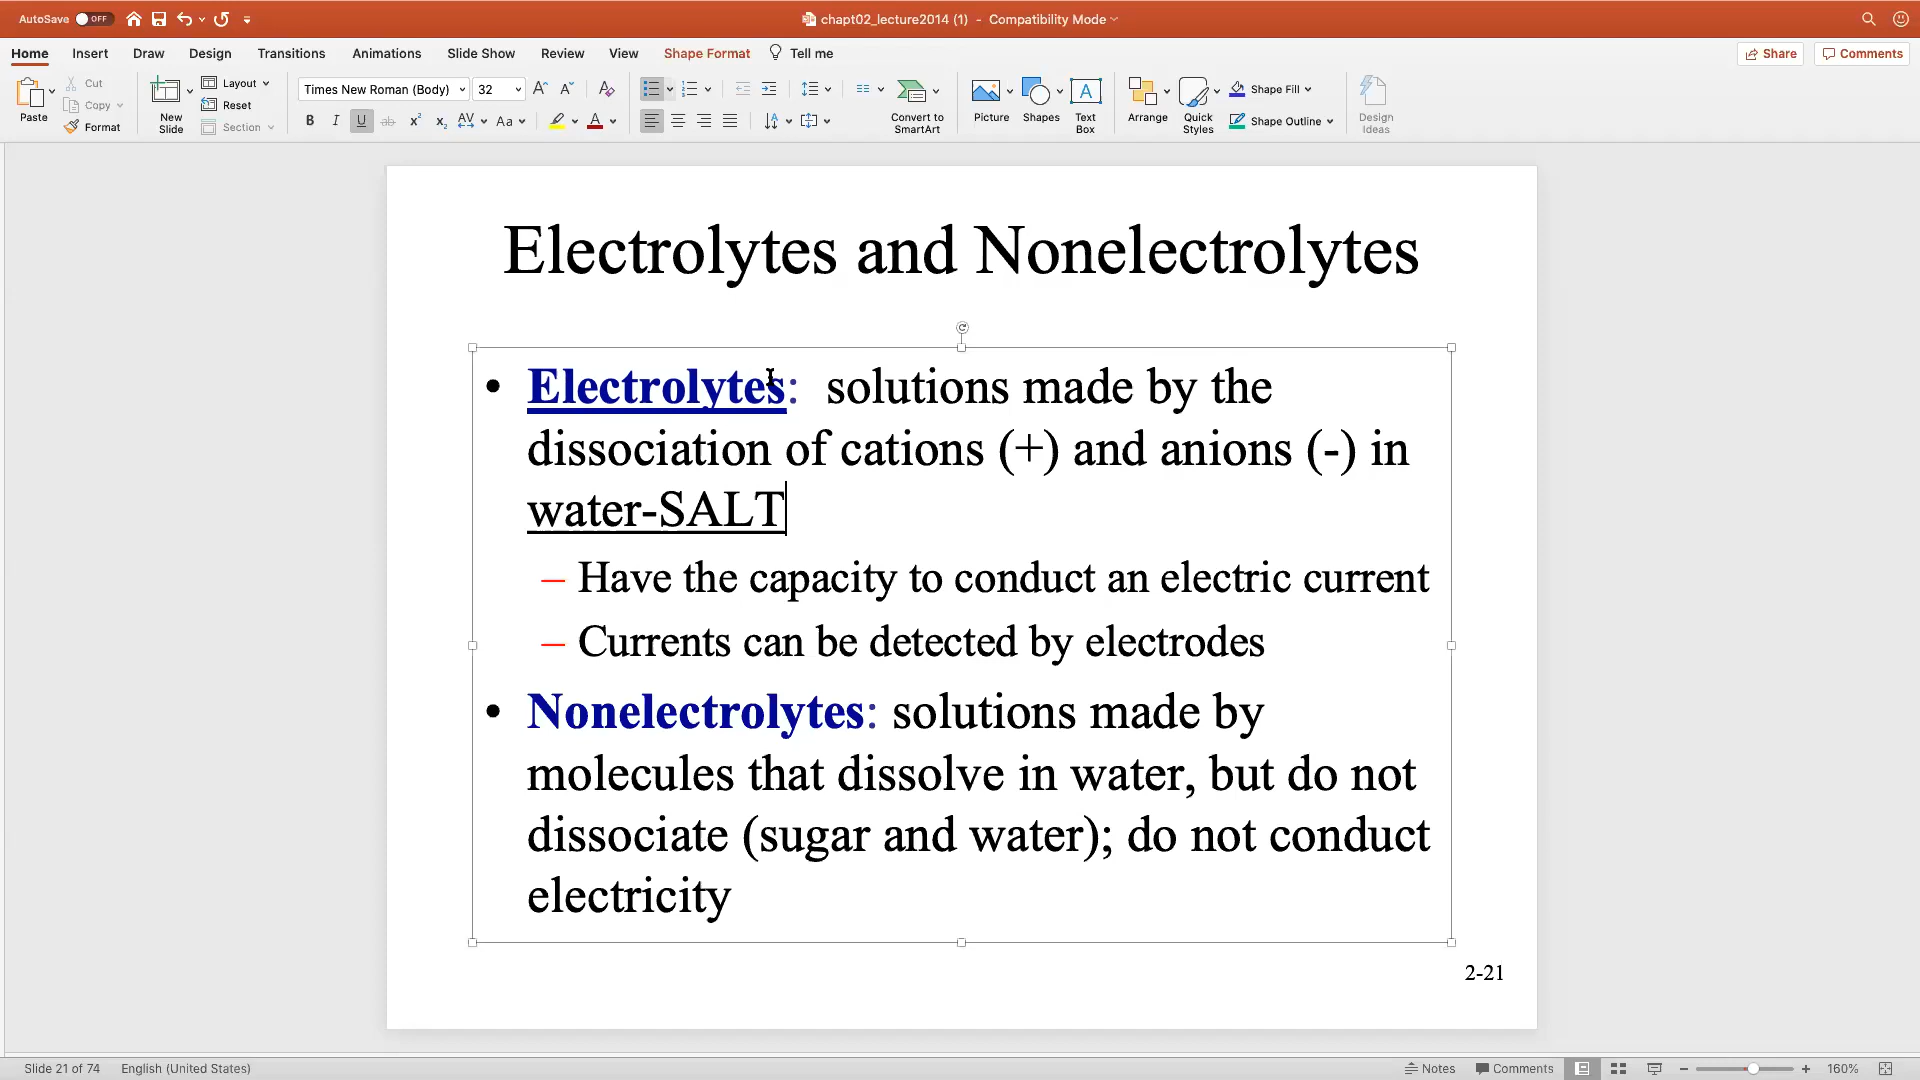 AutoSave OFF
chapt02_lecture2014 (1) - Compatibility Mode
Home Insert Draw Design Transitions Animations Slide Show Review View Shape Format Tell me Share Comments
Paste Cut Copy Format
New Slide Layout Reset Section
Times New Roman (Body) 32
B I U ab x² x₂ AV Aa A
Convert to SmartArt
Picture Shapes Text Box
Arrange Quick Styles Shape Fill Shape Outline
Design Ideas
Electrolytes and Nonelectrolytes
• Electrolytes: solutions made by the
dissociation of cations (+) and anions (-) in
water-SALT
– Have the capacity to conduct an electric current
– Currents can be detected by electrodes
• Nonelectrolytes: solutions made by
molecules that dissolve in water, but do not
dissociate (sugar and water); do not conduct
electricity
2-21
Slide 21 of 74 English (United States) Notes Comments 160%